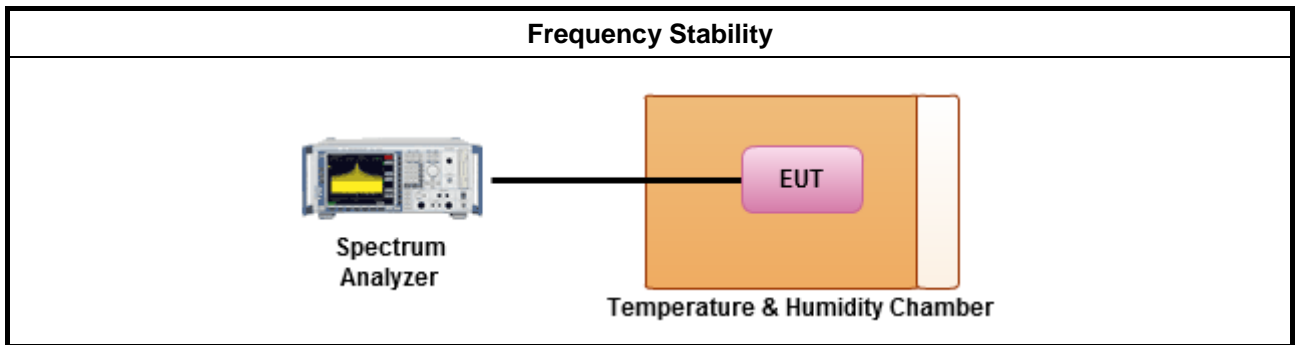 Frequency Stability
EUT
Spectrum
Analyzer
Temperature & Humidity Chamber